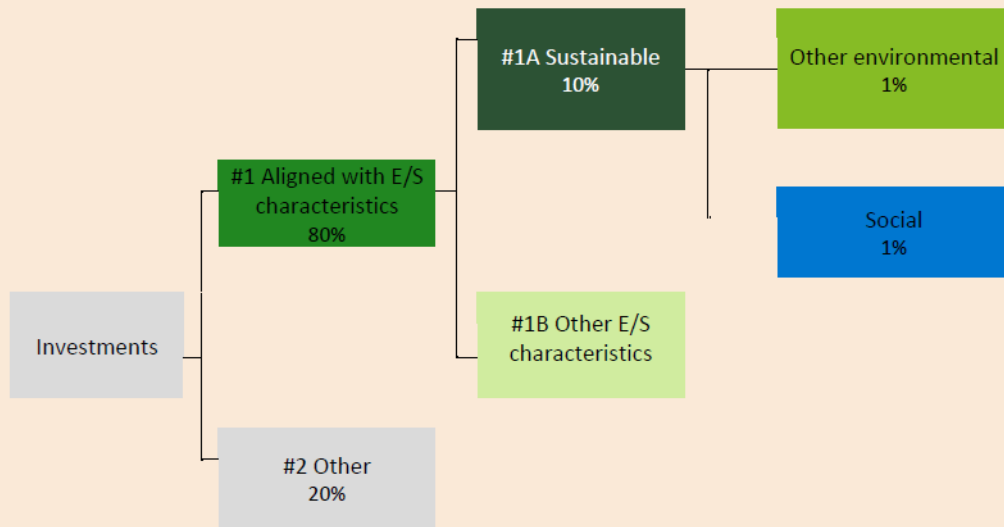 #1A Sustainable
10%
Other environmental
1%
#1 Aligned with E/S
characteristics
80%
Social
1%
Investments
#1B Other E/S
characteristics
#2 Other
20%